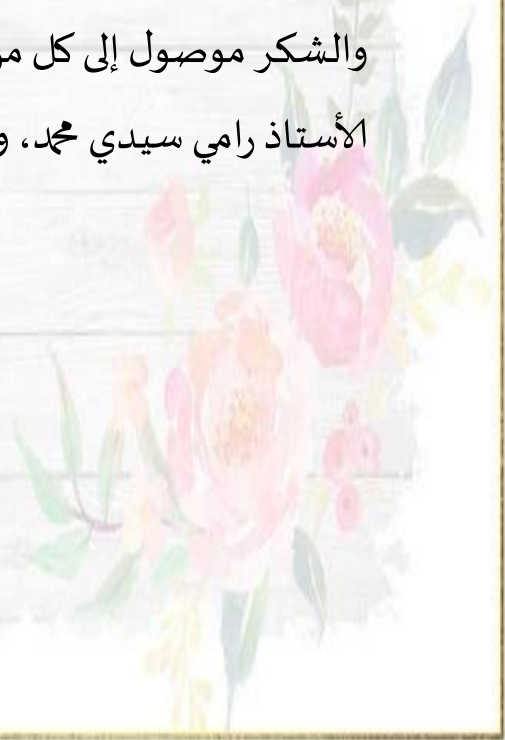 والشكر موصول إلى كل
الأستاذ رامي سيدي محمد، و